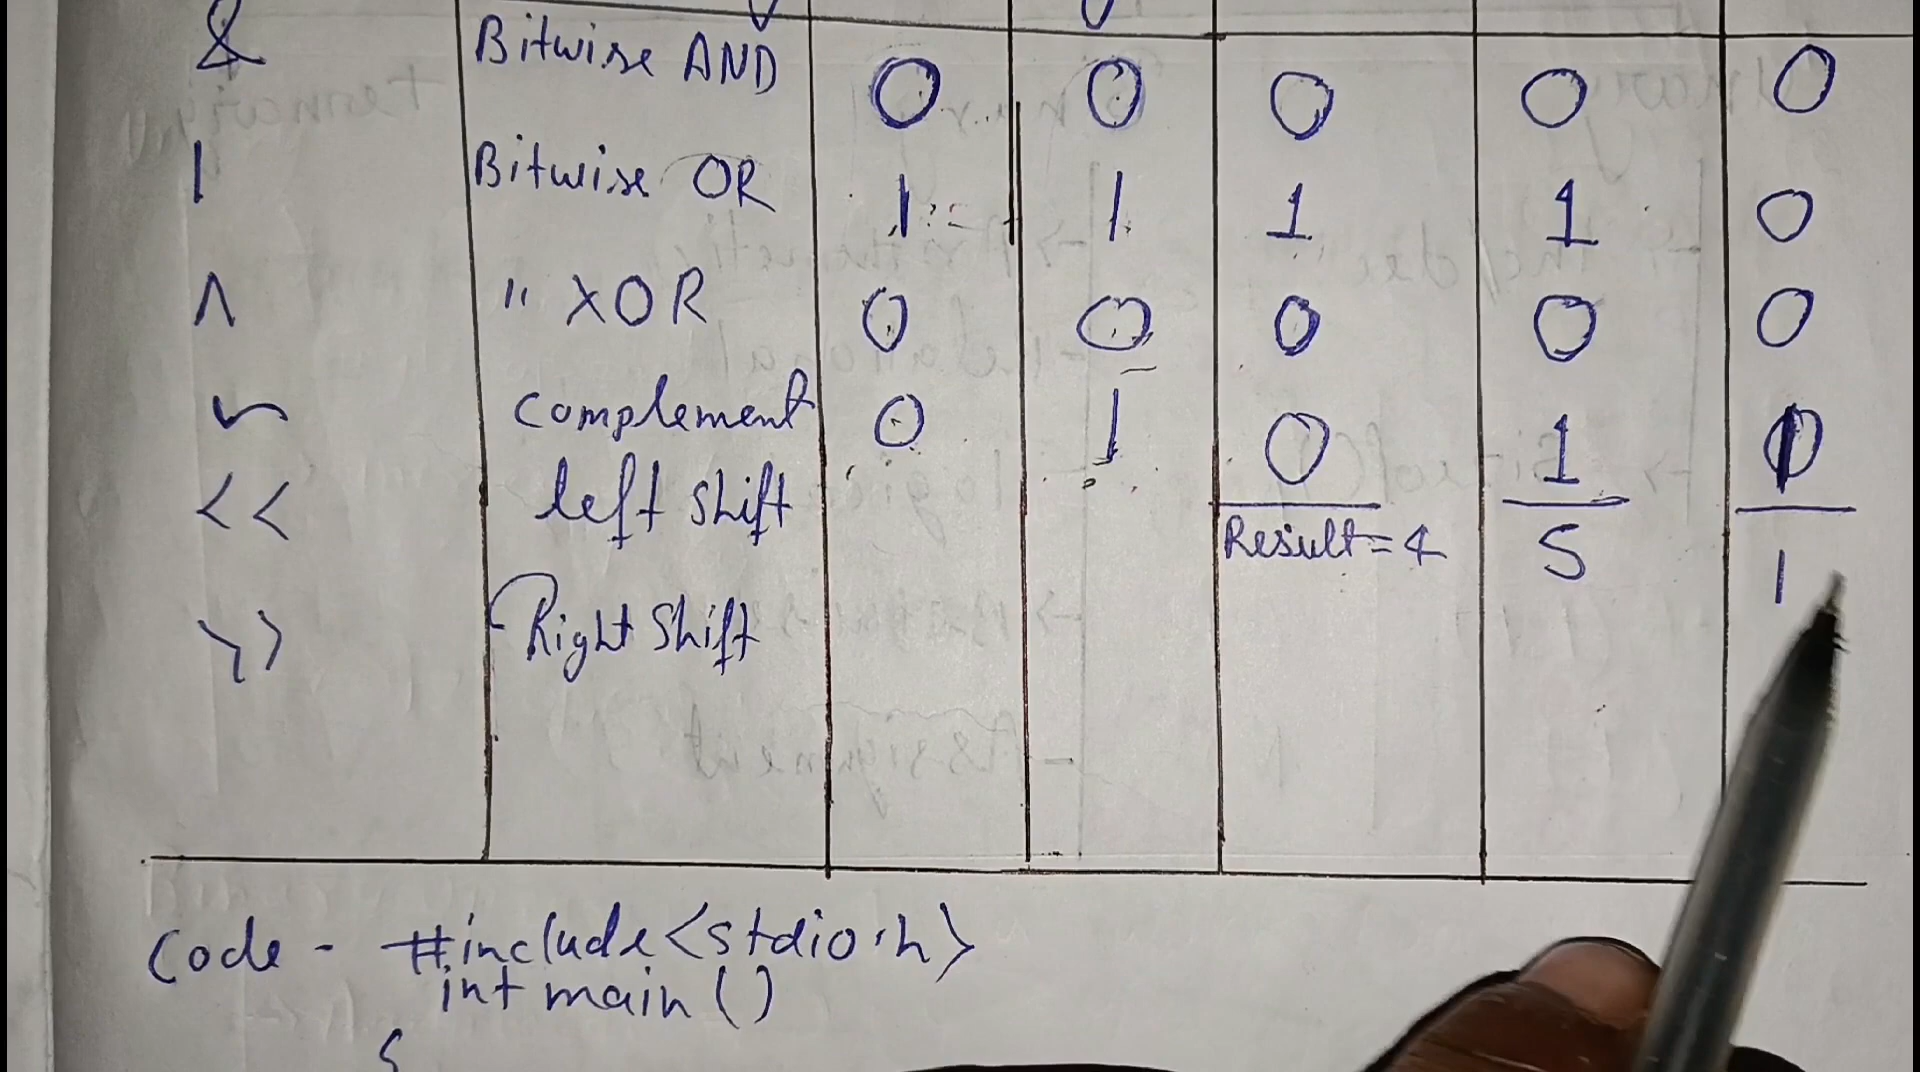 & Bitwise AND 0 0 0 0 0
| Bitwise OR 1 1 1 1 0
^ " XOR 0 0 0 0 0
~ complement 0 1 0 1 0
<< left shift Result=4 5 1
>> Right shift
Code - #include<stdio.h>
int main()
{